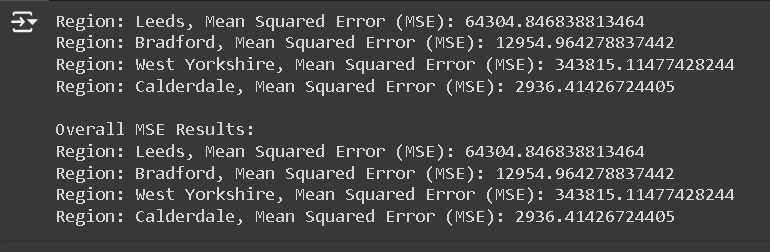 Region: Leeds, Mean Squared Error (MSE): 64304.846838813464
Region: Bradford, Mean Squared Error (MSE): 12954.964278837442
Region: West Yorkshire, Mean Squared Error (MSE): 343815.11477428244
Region: Calderdale, Mean Squared Error (MSE): 2936.41426724405
Overall MSE Results:
Region: Leeds, Mean Squared Error (MSE): 64304.846838813464
Region: Bradford, Mean Squared Error (MSE): 12954.964278837442
Region: West Yorkshire, Mean Squared Error (MSE): 343815.11477428244
Region: Calderdale, Mean Squared Error (MSE): 2936.41426724405